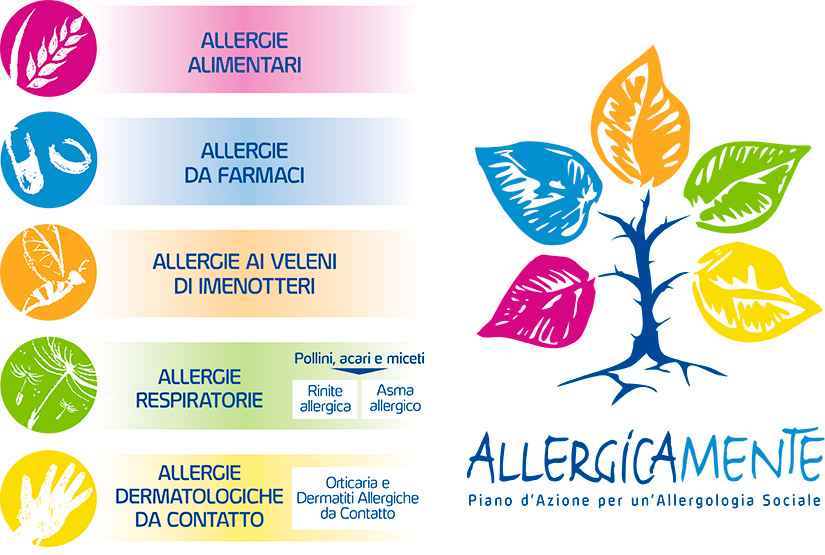 ALLERGIE
ALIMENTARI
ALLERGIE
DA FARMACI
ALLERGIE AI VELENI
DI IMENOTTERI
ALLERGIE
RESPIRATORIE
Pollini, acari e miceti
Rinite
allergica
Asma
allergico
ALLERGIE
DERMATOLOGICHE
DA CONTATTO
Orticaria e
Dermatiti Allergiche
da Contatto
ALLERGiCAMENTE
Piano d'Azione per un'Allergologia Sociale